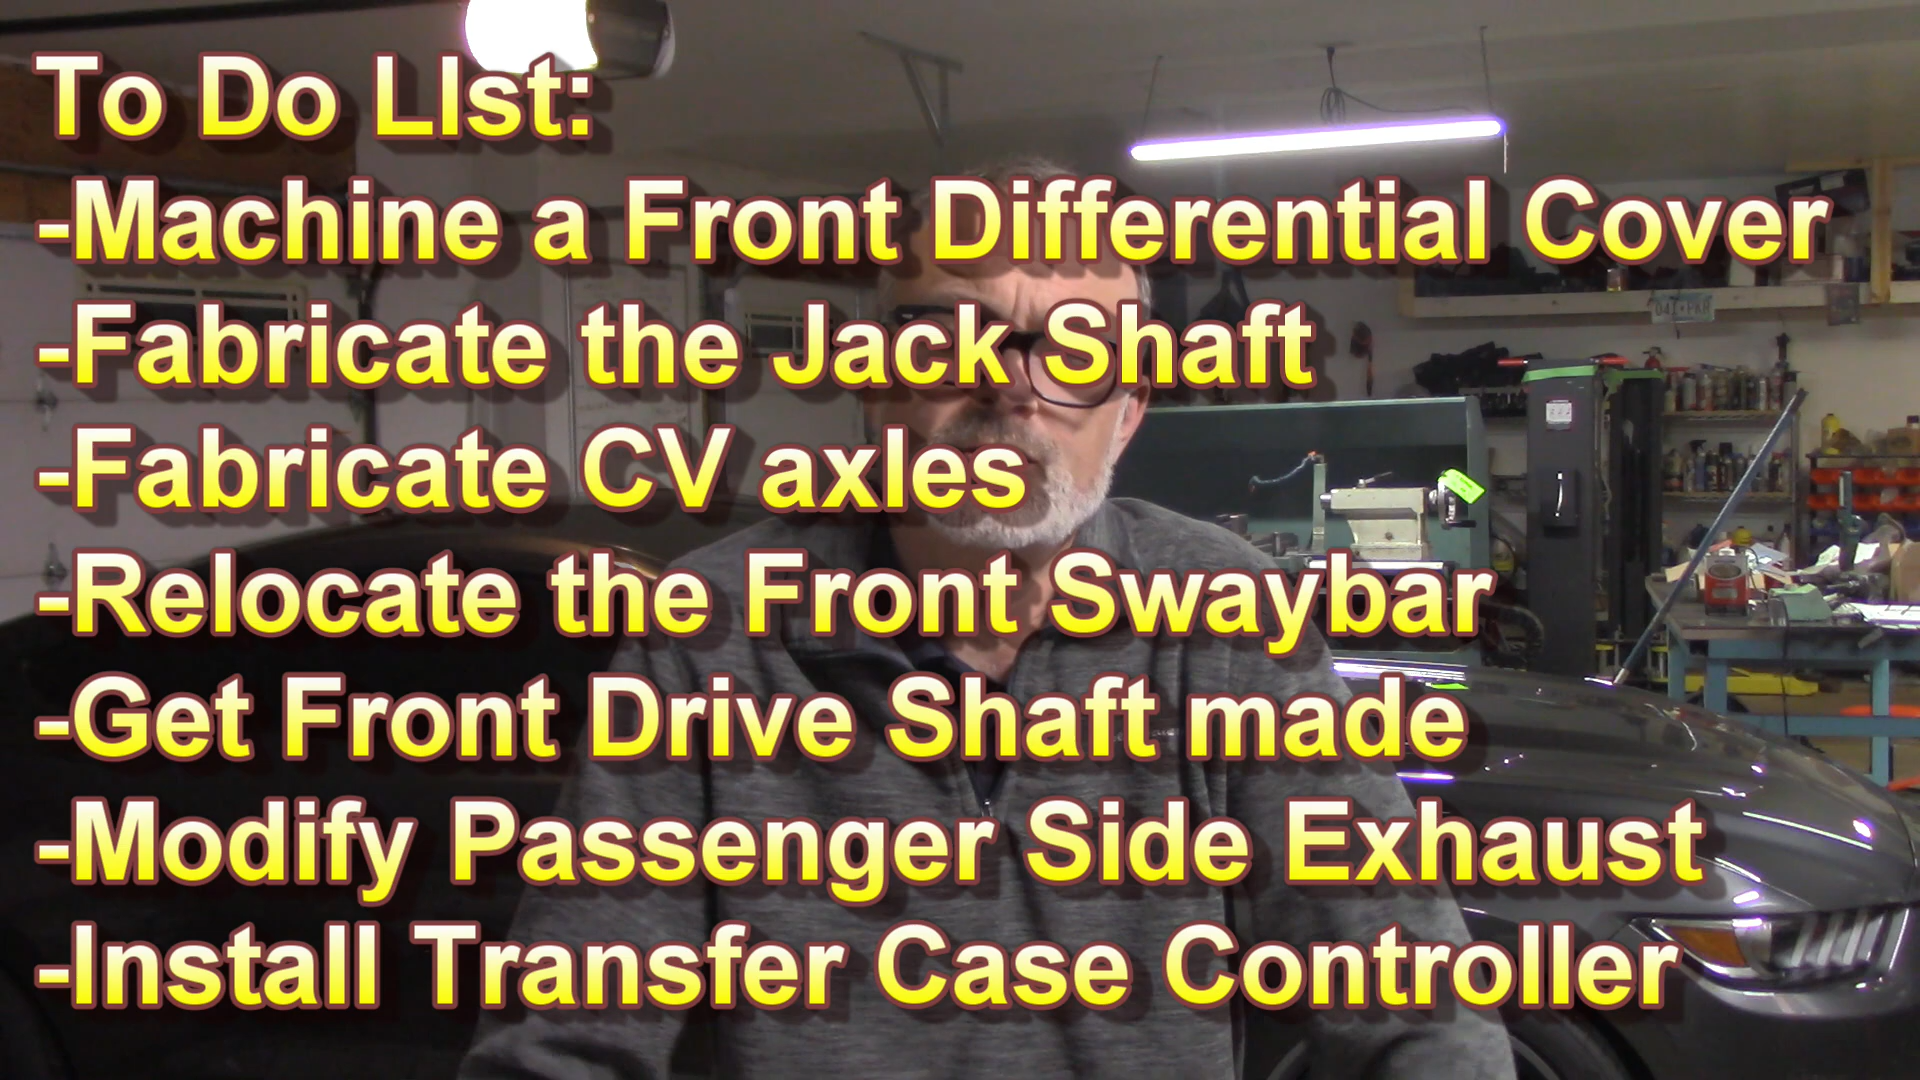 To Do LIst:
-Machine a Front Differential Cover
-Fabricate the Jack Shaft
-Fabricate CV axles
-Relocate the Front Swaybar
-Get Front Drive Shaft made
-Modify Passenger Side Exhaust
-Install Transfer Case Controller